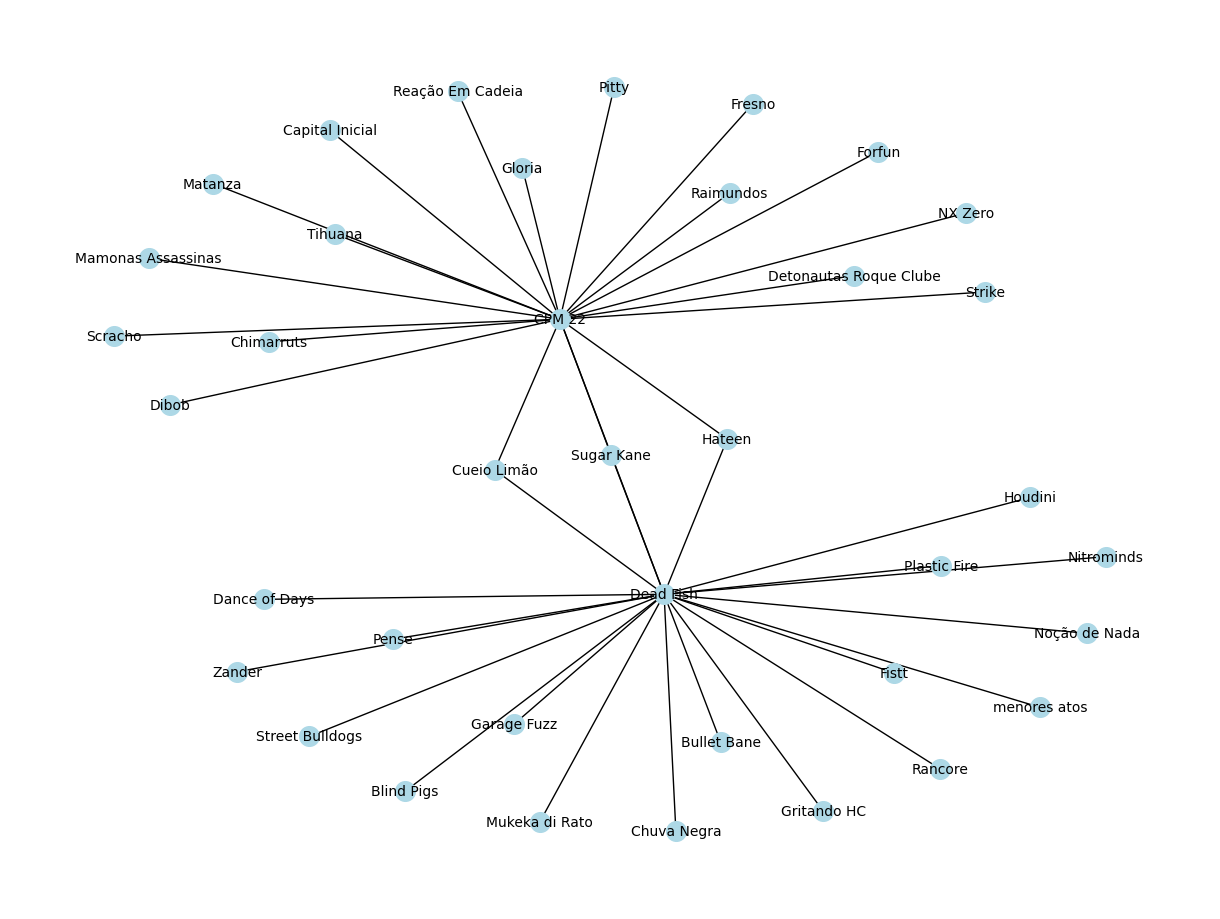 Pitty
Reação Em Cadeia
Fresno
Capital Inicial
Forfun
Gloria
Matanza
Raimundos
NX Zero
Tihuana
Mamonas Assassinas
Detonautas Roque Clube
Strike
CPM 22
Scracho
Chimarruts
Dibob
Hateen
Sugar Kane
Cueio Limão
Houdini
Nitrominds
Plastic Fire
Dead Fish
Dance of Days
Noção de Nada
Pense
Zander
Fistt
menores atos
Garage Fuzz
Street Bulldogs
Bullet Bane
Rancore
Blind Pigs
Gritando HC
Mukeka di Rato
Chuva Negra